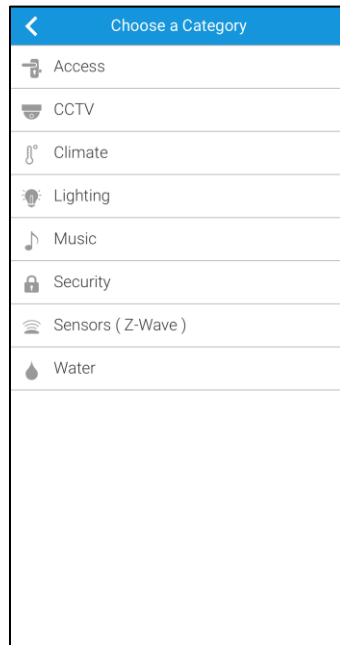 Choose a Category
Access
CCTV
Climate
Lighting
Music
Security
Sensors ( Z-Wave )
Water